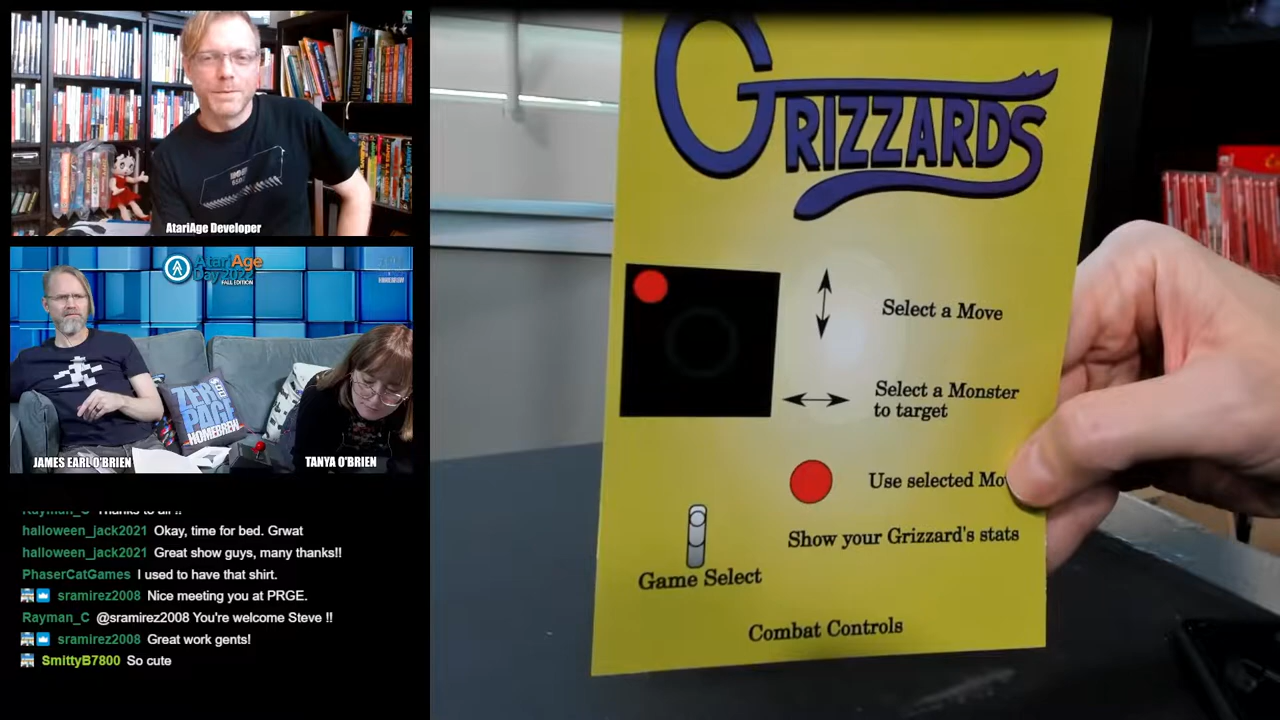 AtariAge Developer
AtariAge
Day 2022
FALL EDITION
ZERO
PAGE
HOMEBREW
JAMES EARL O'BRIEN
TANYA O'BRIEN
halloween_jack2021 Okay, time for bed. Grwat
halloween_jack2021 Great show guys, many thanks!!
PhaserCatGames I used to have that shirt.
sramirez2008 Nice meeting you at PRGE.
Rayman_C @sramirez2008 You're welcome Steve !!
sramirez2008 Great work gents!
SmittyB7800 So cute
GRIZZARDS
Select a Move
Select a Monster
to target
Use selected Mo
Show your Grizzard's stats
Game Select
Combat Controls